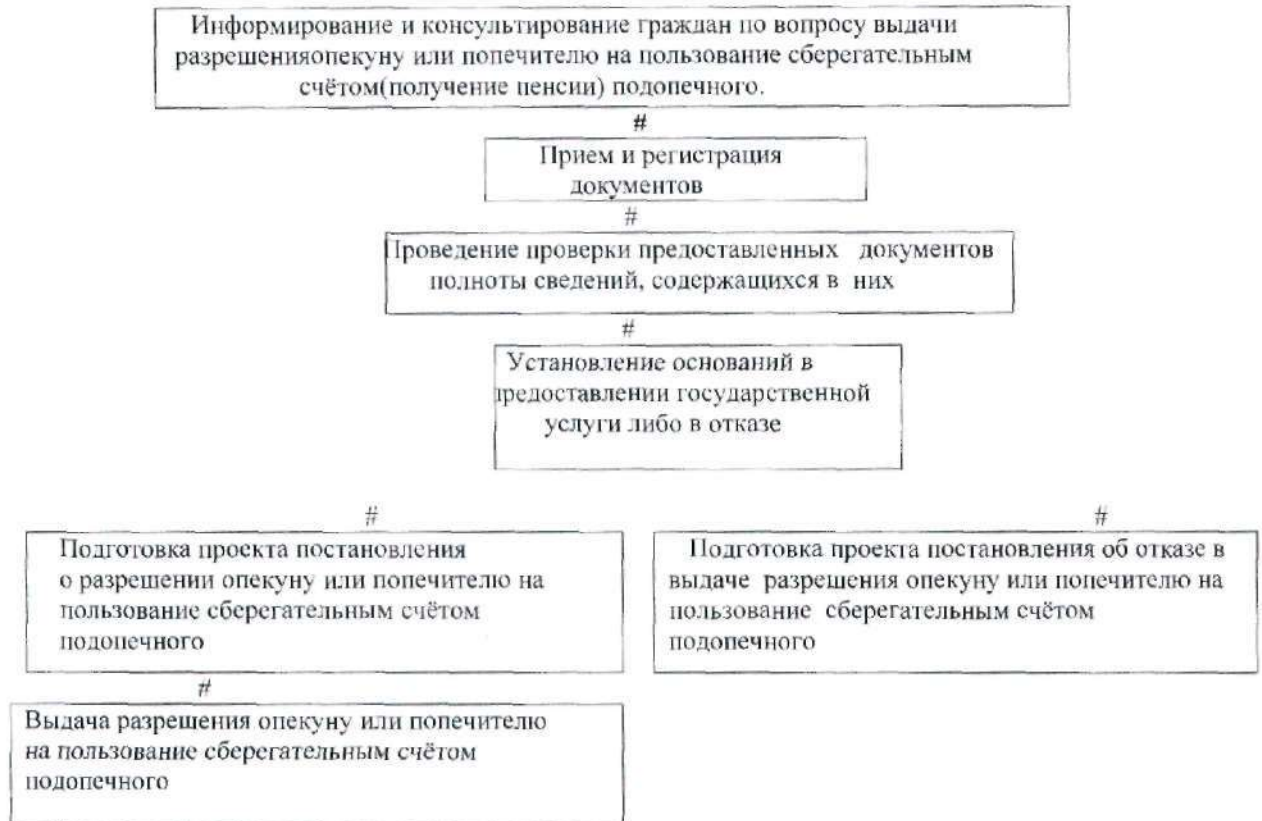 Информирование и консультирование граждан по вопросу выдачи
разрешенияопекуну или попечителю на пользование сберегательным
счётом(получение пенсии) подопечного.
#
Прием и регистрация
документов
#
Проведение проверки предоставленных документов
полноты сведений, содержащихся в них
#
Установление оснований в
предоставлении государственной
услуги либо в отказе
# #
Подготовка проекта постановления
о разрешении опекуну или попечителю на
пользование сберегательным счётом
подопечного
Подготовка проекта постановления об отказе в
выдаче разрешения опекуну или попечителю на
пользование сберегательным счётом
подопечного
#
Выдача разрешения опекуну или попечителю
на пользование сберегательным счётом
подопечного